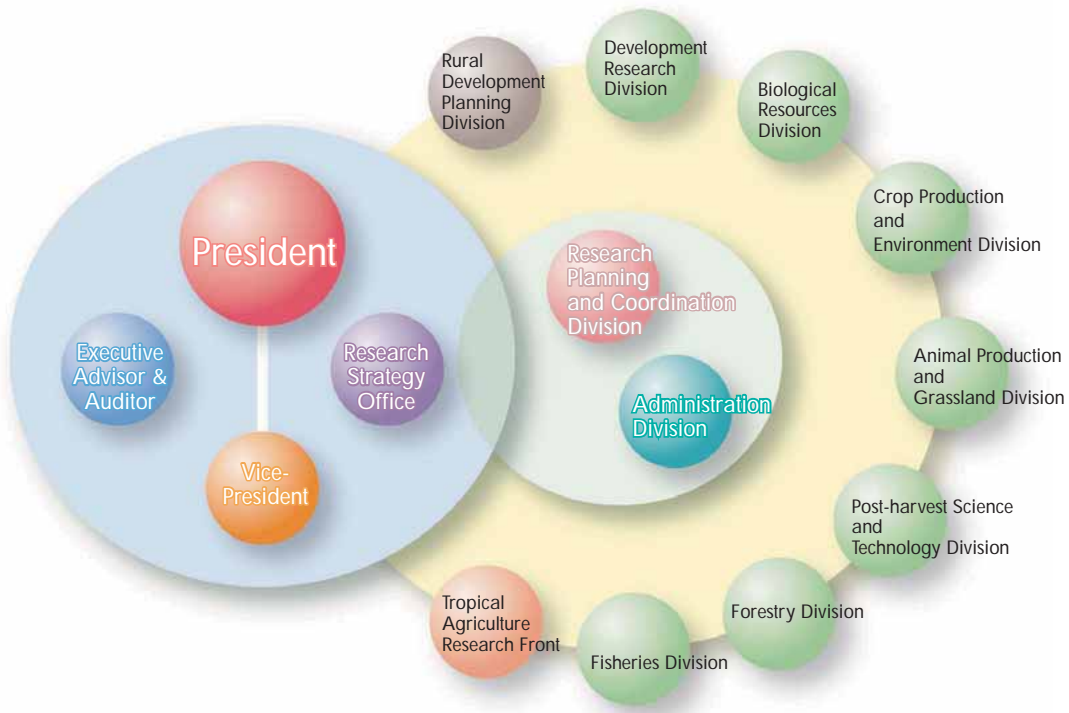 President
Executive
Advisor &
Auditor
Research
Strategy
Office
Vice-
President
Research
Planning
and Coordination
Division
Administration
Division
Rural
Development
Planning
Division
Development
Research
Division
Biological
Resources
Division
Crop Production
and
Environment Division
Animal Production
and
Grassland Division
Post-harvest Science
and
Technology Division
Forestry Division
Fisheries Division
Tropical
Agriculture
Research Front